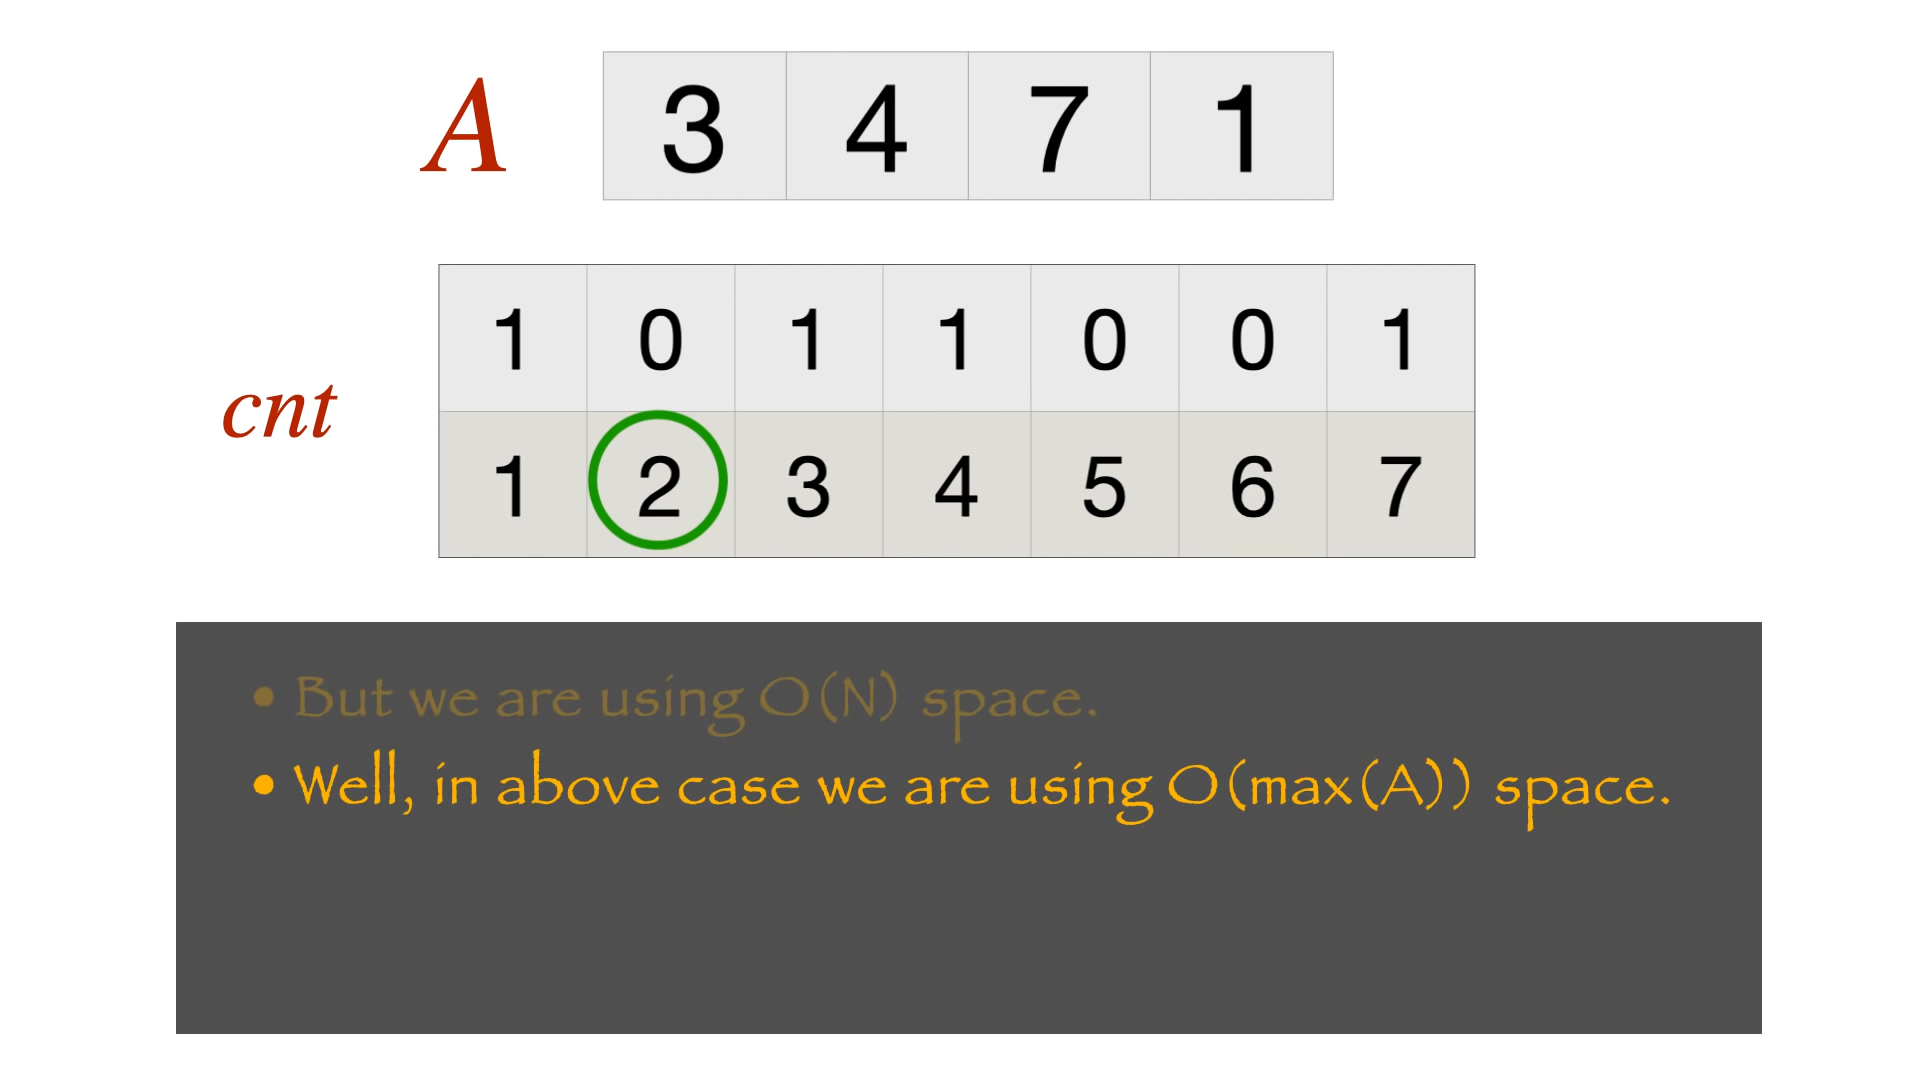 A 3 4 7 1
1 0 1 1 0 0 1
cnt
1 2 3 4 5 6 7
• But we are using O(N) space.
• Well, in above case we are using O(max(A)) space.